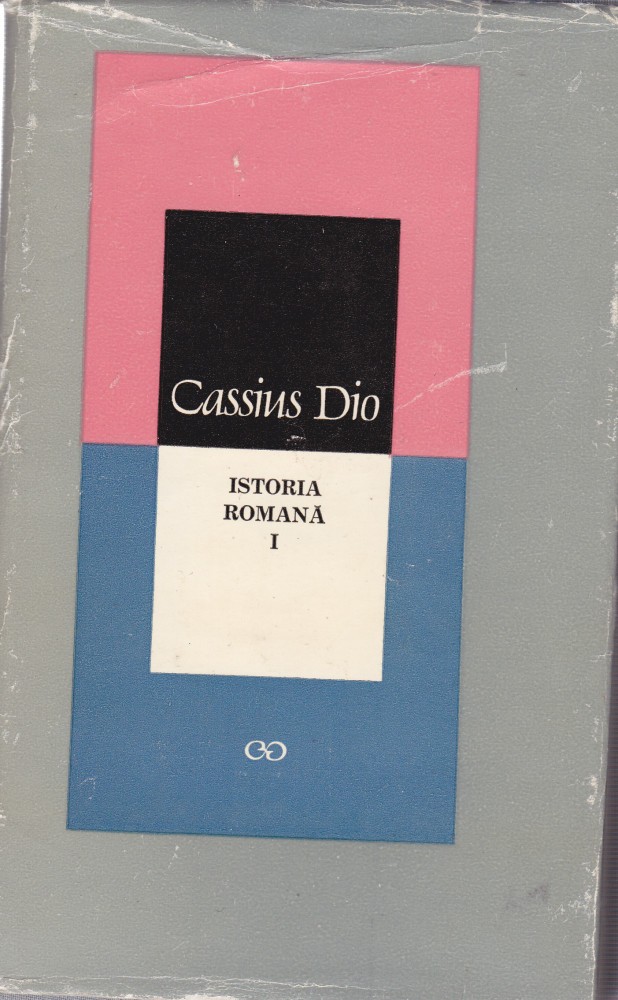 Cassius Dio
ISTORIA
ROMANĂ
I